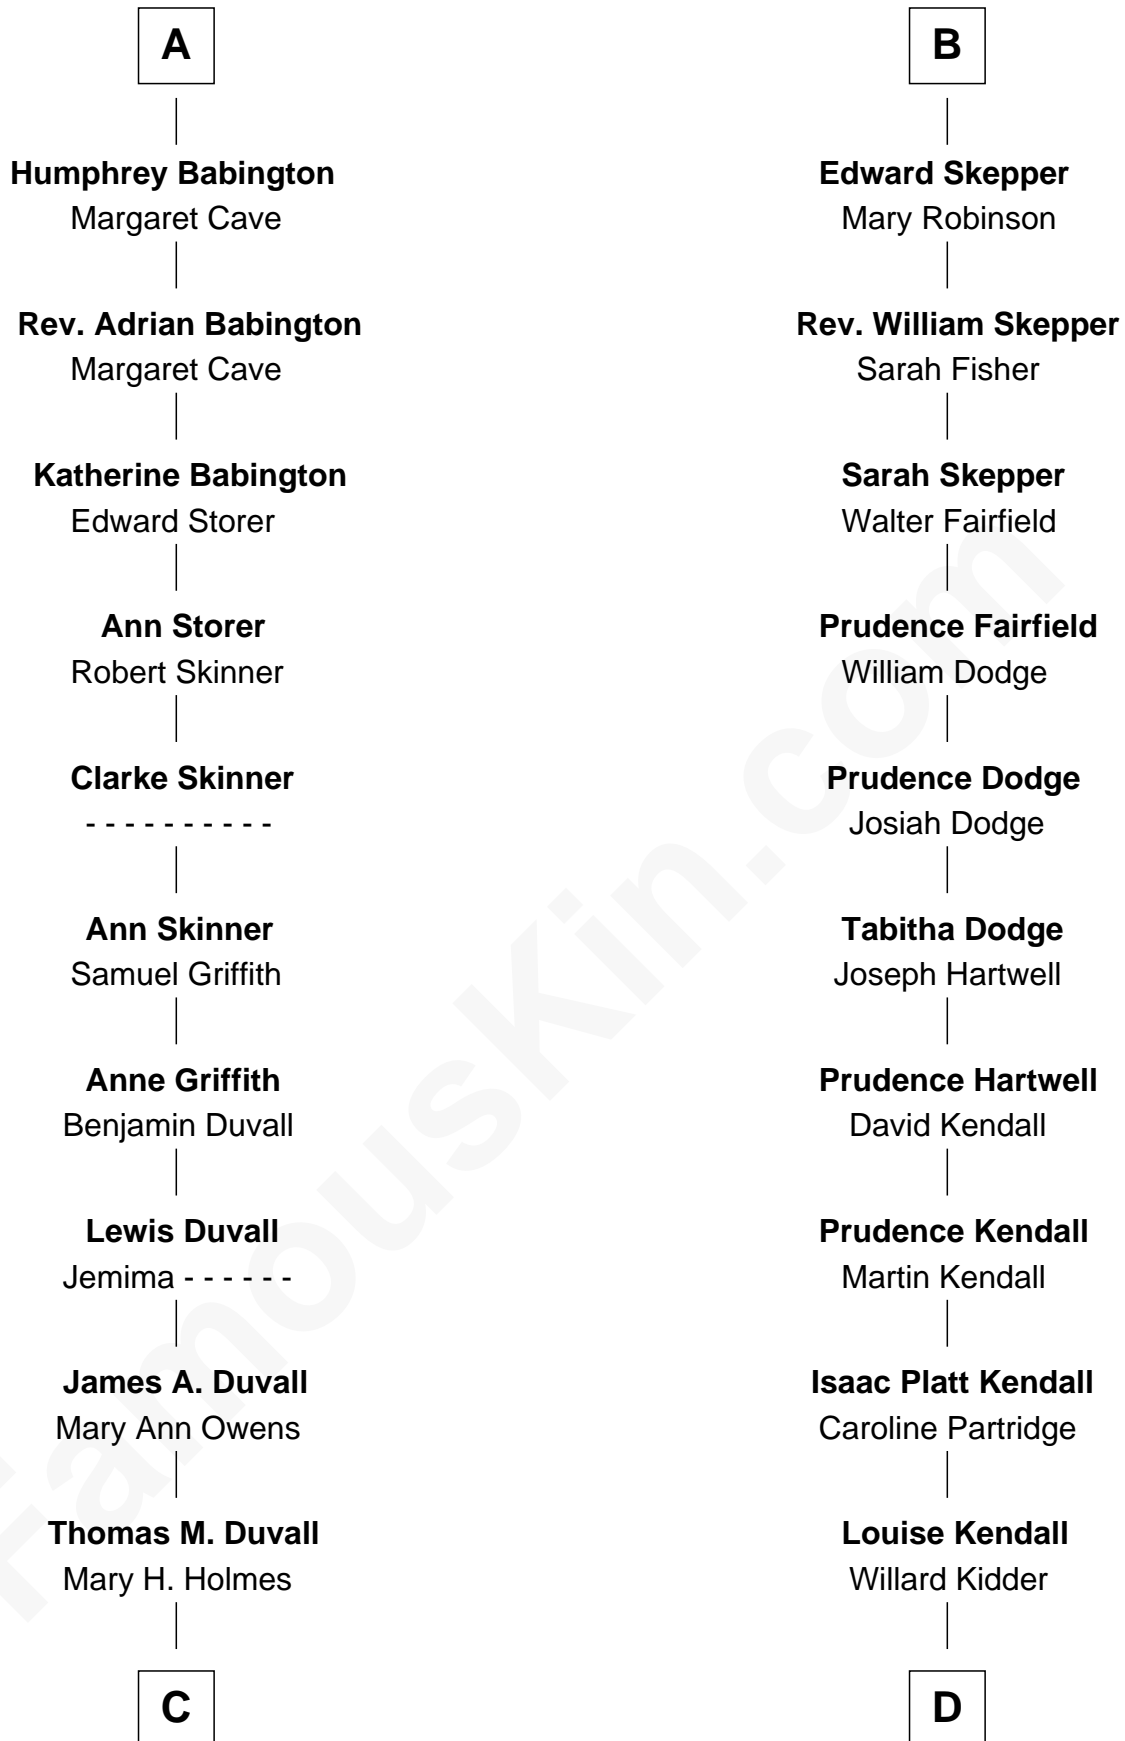 A
Humphrey Babington
Margaret Cave
Rev. Adrian Babington
Margaret Cave
Katherine Babington
Edward Storer
Ann Storer
Robert Skinner
Clarke Skinner
- - - - - - - - - -
Ann Skinner
Samuel Griffith
Anne Griffith
Benjamin Duvall
Lewis Duvall
Jemima - - - - - -
James A. Duvall
Mary Ann Owens
Thomas M. Duvall
Mary H. Holmes
C
B
Edward Skepper
Mary Robinson
Rev. William Skepper
Sarah Fisher
Sarah Skepper
Walter Fairfield
Prudence Fairfield
William Dodge
Prudence Dodge
Josiah Dodge
Tabitha Dodge
Joseph Hartwell
Prudence Hartwell
David Kendall
Prudence Kendall
Martin Kendall
Isaac Platt Kendall
Caroline Partridge
Louise Kendall
Willard Kidder
D
FamousKin.com